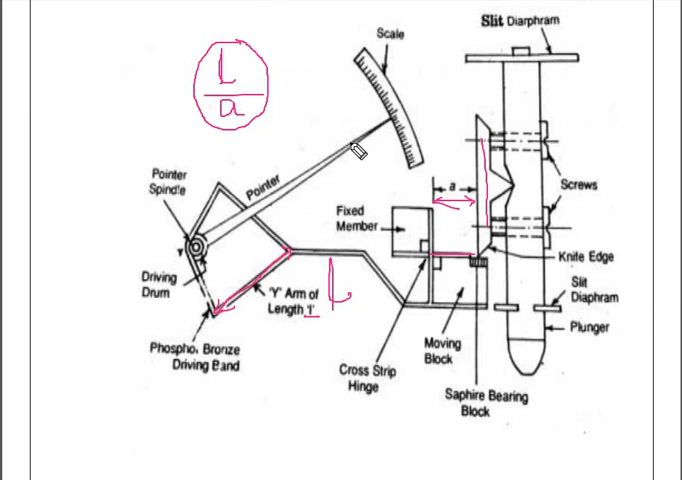 Slit Diarphram
Scale
L
a
Pointer
Spindle
Pointer
a
Screws
Fixed
Member
Knife Edge
Driving
Drum
'Y' Arm of
Length 'l'
L
Slit
Diaphram
Plunger
Moving
Block
Phospho. Bronze
Driving Band
Cross Strip
Hinge
Saphire Bearing
Block